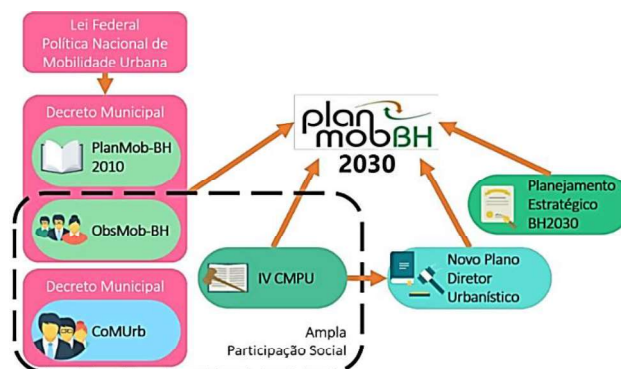 Lei Federal
Política Nacional de
Mobilidade Urbana
Decreto Municipal
PlanMob-BH
2010
ObsMob-BH
Decreto Municipal
CoMUrb
plan
mobBH
2030
IV CMPU
Ampla
Participação Social
Novo Plano
Diretor
Urbanístico
Planejamento
Estratégico
BH2030